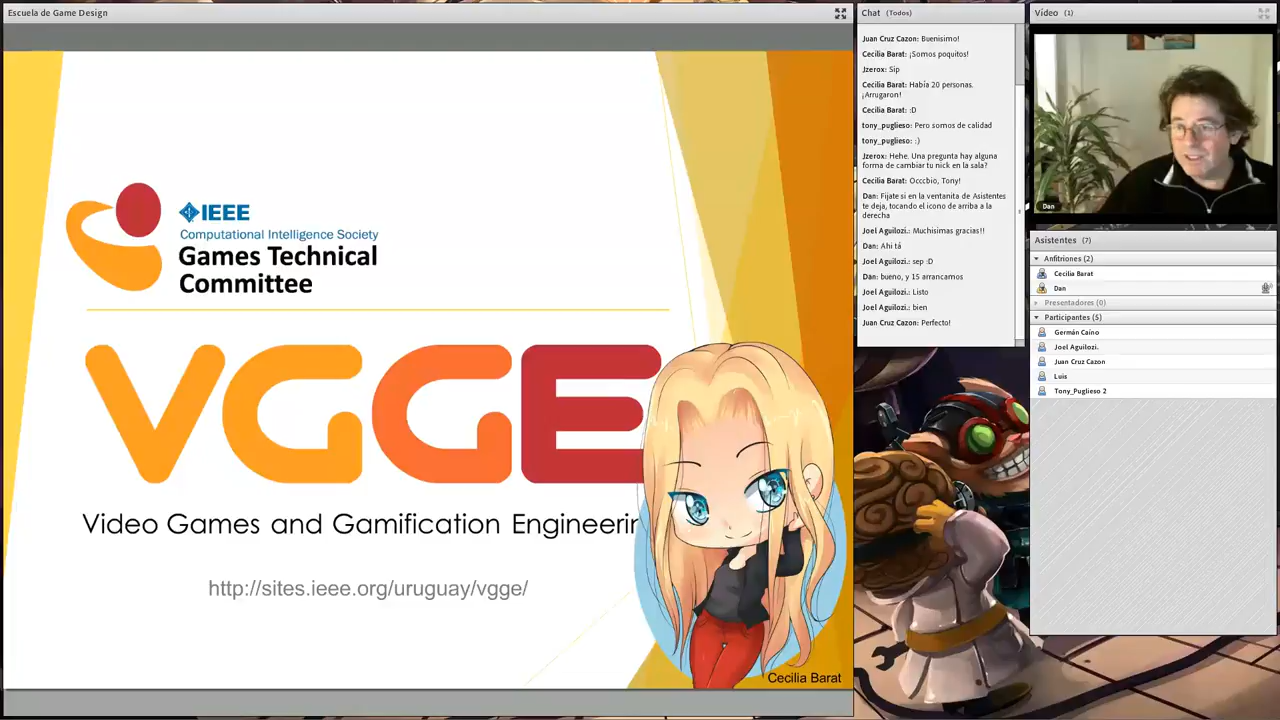 Escuela de Game Design
IEEE
Computational Intelligence Society
Games Technical
Committee
VGGE
Video Games and Gamification Engineerin
http://sites.ieee.org/uruguay/vgge/
Cecilia Barat
Chat (Todos)
Juan Cruz Cazon: Buenisimo!
Cecilia Barat: ¡Somos poquitos!
Jzerox: Sip
Cecilia Barat: Había 20 personas.
¡Arrugaron!
Cecilia Barat: :D
tony_puglieso: Pero somos de calidad
tony_puglieso: :)
Jzerox: Hehe. Una pregunta hay alguna
forma de cambiar tu nick en la sala?
Cecilia Barat: Occcbio, Tony!
Dan: Fijate si en la ventanita de Asistentes
te deja, tocando el icono de arriba a la
derecha
Joel Aguilozi.: Muchisimas gracias!!
Dan: Ahi tá
Joel Aguilozi.: sep :D
Dan: bueno, y 15 arrancamos
Joel Aguilozi.: Listo
Joel Aguilozi.: bien
Juan Cruz Cazon: Perfecto!
Vídeo (1)
Dan
Asistentes (7)
Anfitriones (2)
Cecilia Barat
Dan
Presentadores (0)
Participantes (5)
Germán Caino
Joel Aguilozi.
Juan Cruz Cazon
Luis
Tony_Puglieso 2